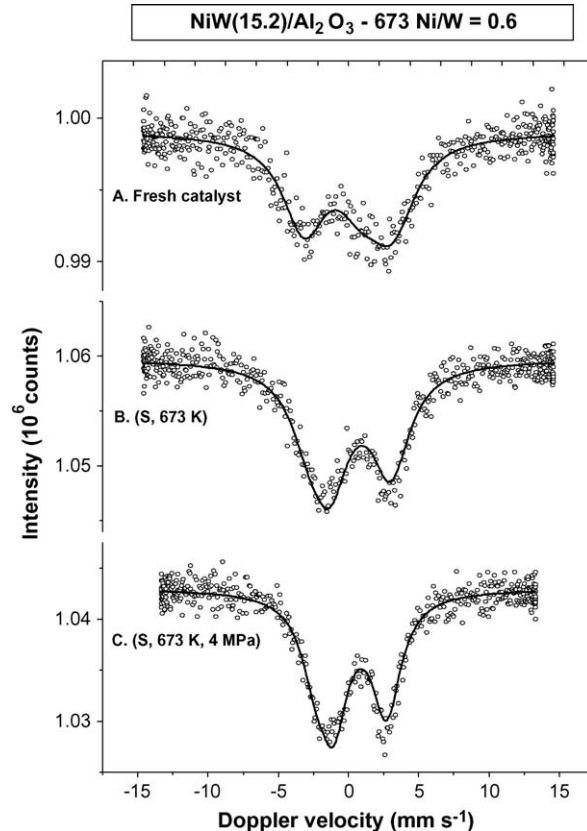 NiW(15.2)/Al₂O₃ - 673 Ni/W = 0.6
1.00
A. Fresh catalyst
0.99
1.06
B. (S, 673 K)
1.05
1.04
C. (S, 673 K, 4 MPa)
1.03
Intensity (10⁶ counts)
-15 -10 -5 0 5 10 15
Doppler velocity (mm s⁻¹)